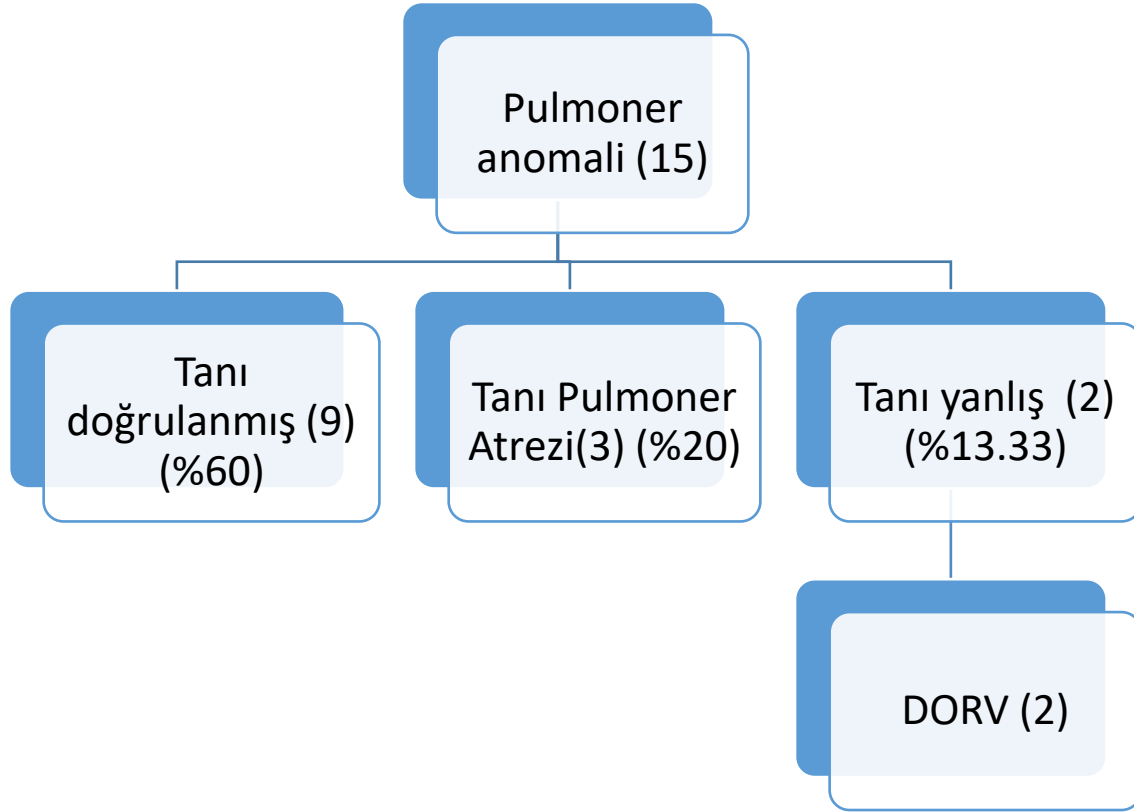 Pulmoner
anomali (15)
Tanı
doğrulanmış (9)
(%60)
Tanı Pulmoner
Atrezi(3) (%20)
Tanı yanlış  (2)
(%13.33)
DORV (2)